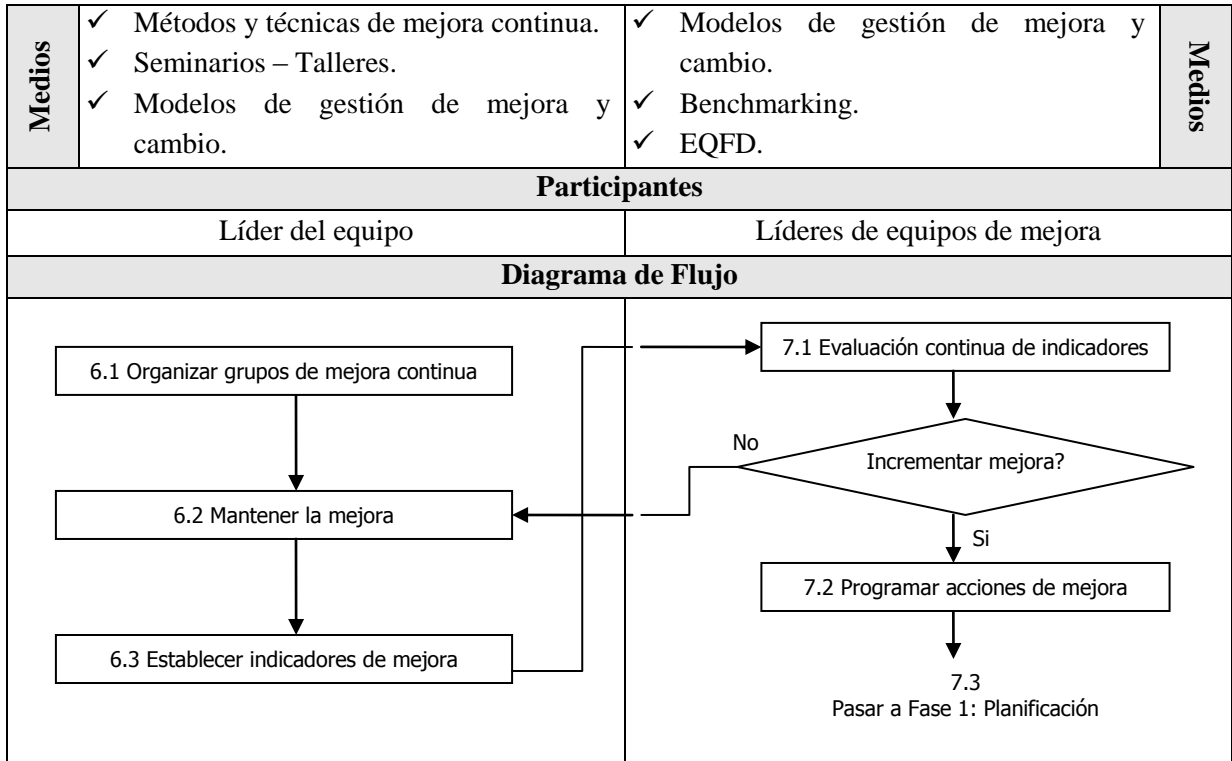 Medios
✓ Métodos y técnicas de mejora continua.
✓ Seminarios – Talleres.
✓ Modelos de gestión de mejora y
cambio.
✓ Modelos de gestión de mejora y
cambio.
✓ Benchmarking.
✓ EQFD.
Medios
Participantes
Líder del equipo
Líderes de equipos de mejora
Diagrama de Flujo
6.1 Organizar grupos de mejora continua
6.2 Mantener la mejora
6.3 Establecer indicadores de mejora
7.1 Evaluación continua de indicadores
No
Incrementar mejora?
Si
7.2 Programar acciones de mejora
7.3
Pasar a Fase 1: Planificación